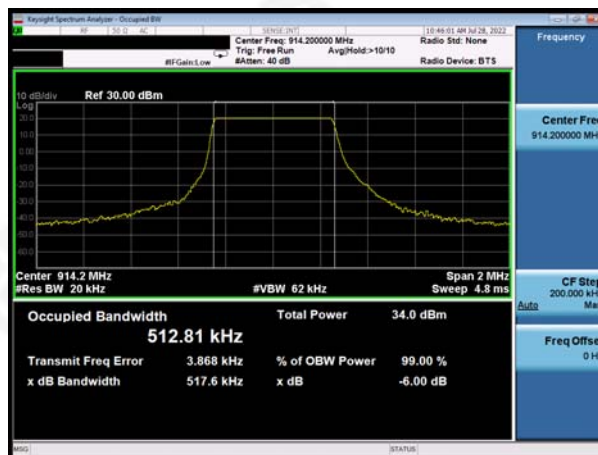 Keysight Spectrum Analyzer - Occupied BW
RF 50 Ω AC SENSE:INT 10:46:01 AM Jul 28, 2022
Center Freq: 914.200000 MHz Radio Std: None
Trig: Free Run Avg|Hold:>10/10
#IFGain:Low #Atten: 40 dB Radio Device: BTS
10 dB/div Ref 30.00 dBm
Log
20.0
10.0
0.00
-10.0
-20.0
-30.0
-40.0
-50.0
-60.0
Center 914.2 MHz Span 2 MHz
#Res BW 20 kHz #VBW 62 kHz Sweep 4.8 ms
Occupied Bandwidth Total Power 34.0 dBm
512.81 kHz
Transmit Freq Error 3.868 kHz % of OBW Power 99.00 %
x dB Bandwidth 517.6 kHz x dB -6.00 dB
MSG STATUS
Frequency
Center Fre
914.200000 MH
CF Step
200.000 kH
Auto Ma
Freq Offse
0 H